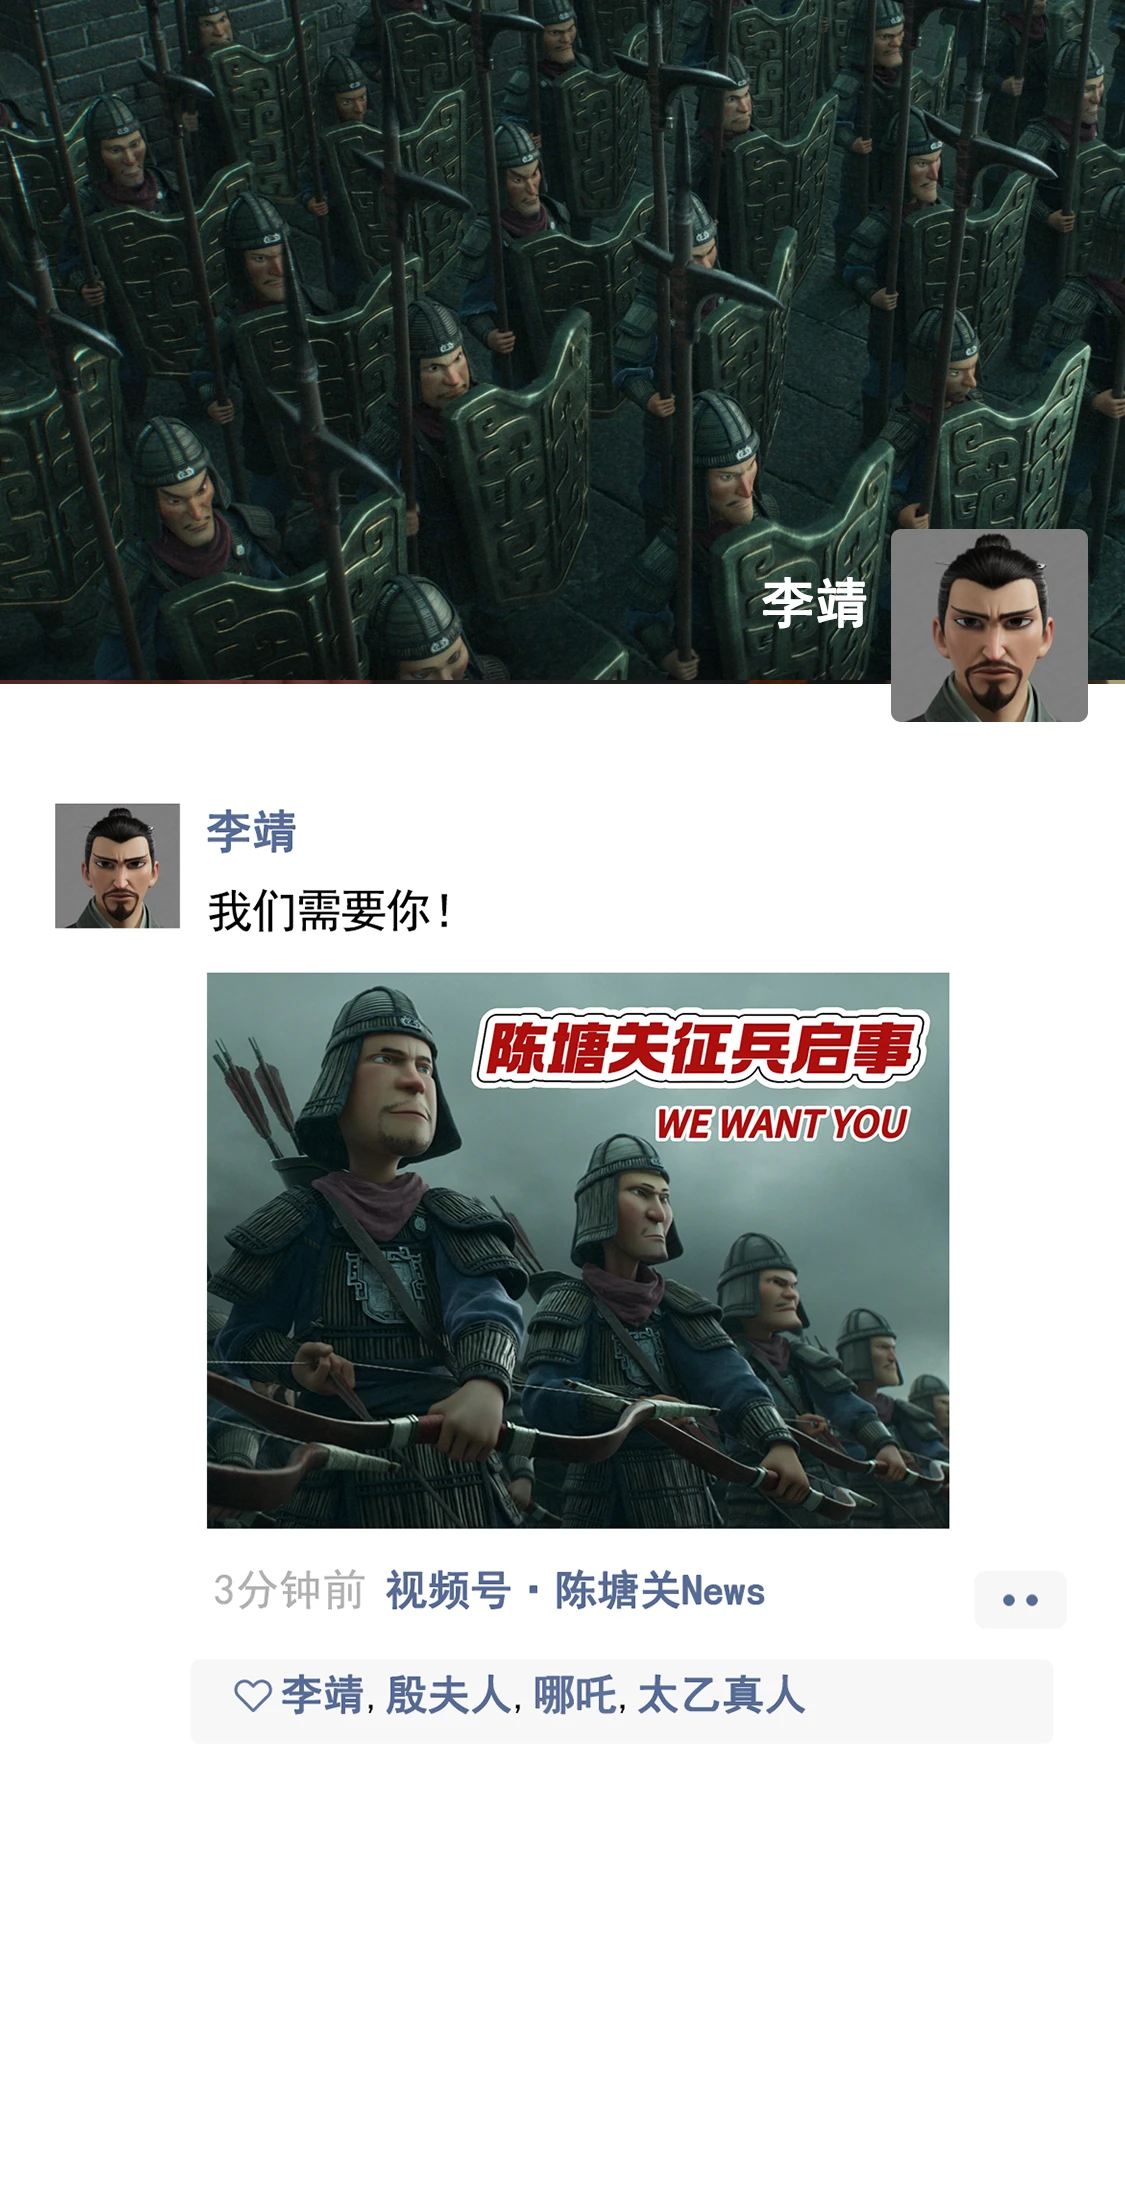 李靖
李靖
我们需要你！
陈塘关征兵启事
WE WANT YOU
3分钟前 视频号·陈塘关News
李靖,殷夫人,哪吒,太乙真人